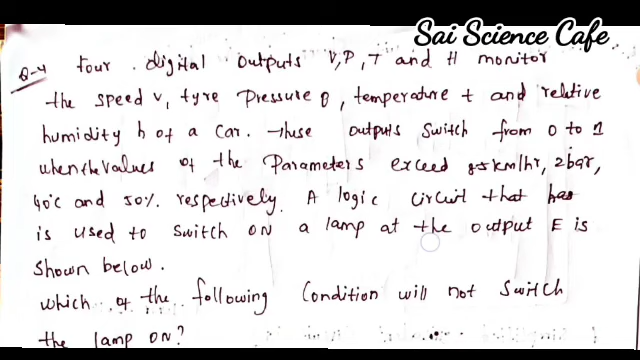 Sai Science Cafe
Q-4 Four digital outputs V,P,T and H monitor
the speed v, tyre pressure p, temperature t and relative
humidity h of a car. These outputs switch from 0 to 1
when the values of the parameters exceed 85km/hr, 2bar,
40°C and 50% respectively. A logic circuit that has
is used to switch ON a lamp at the output E is
shown below.
which of the following Condition will not switch
the lamp ON?